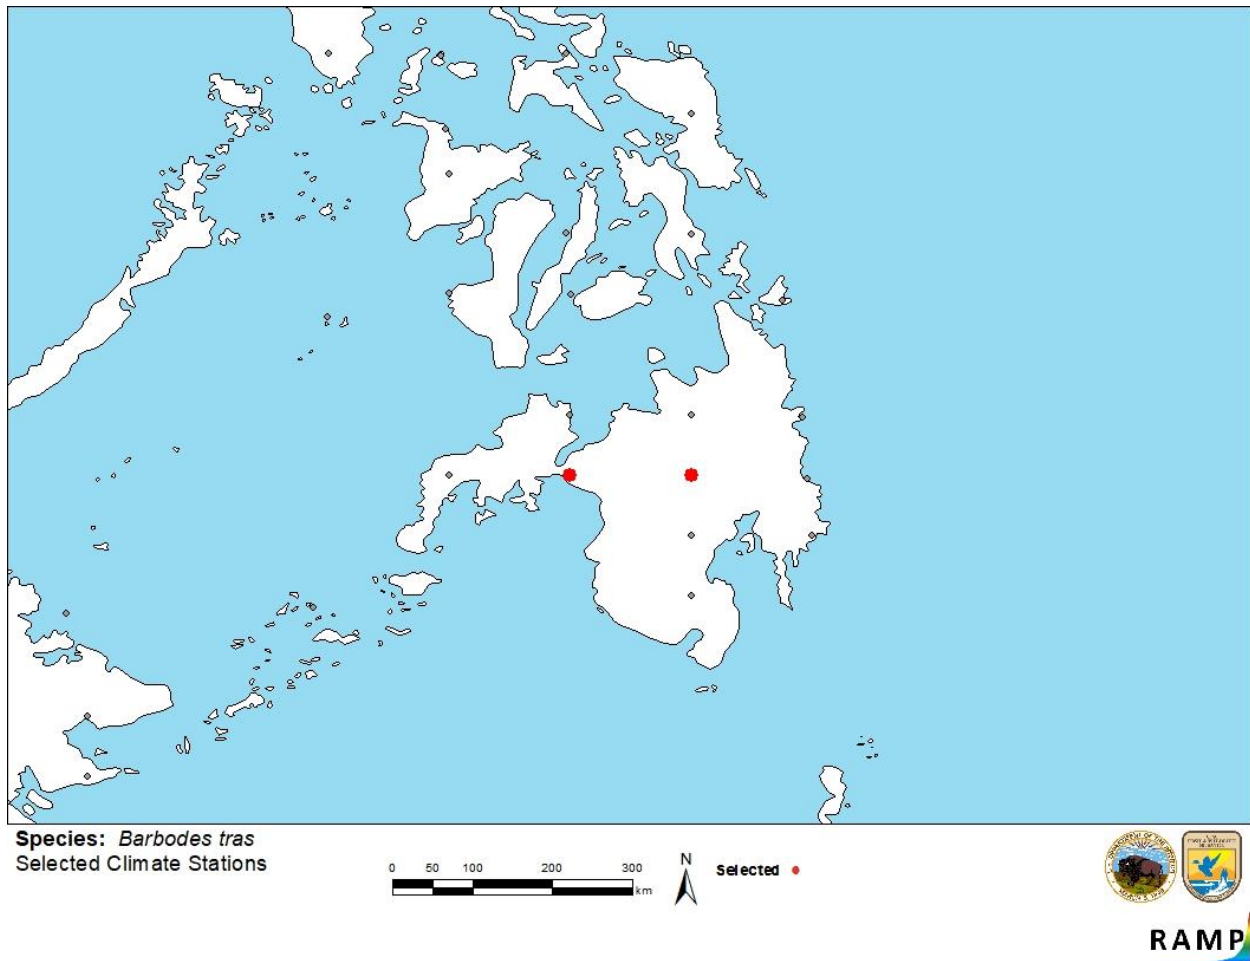 Species: Barbodes tras
Selected Climate Stations
0 50 100 200 300
km
N
Selected
RAMP